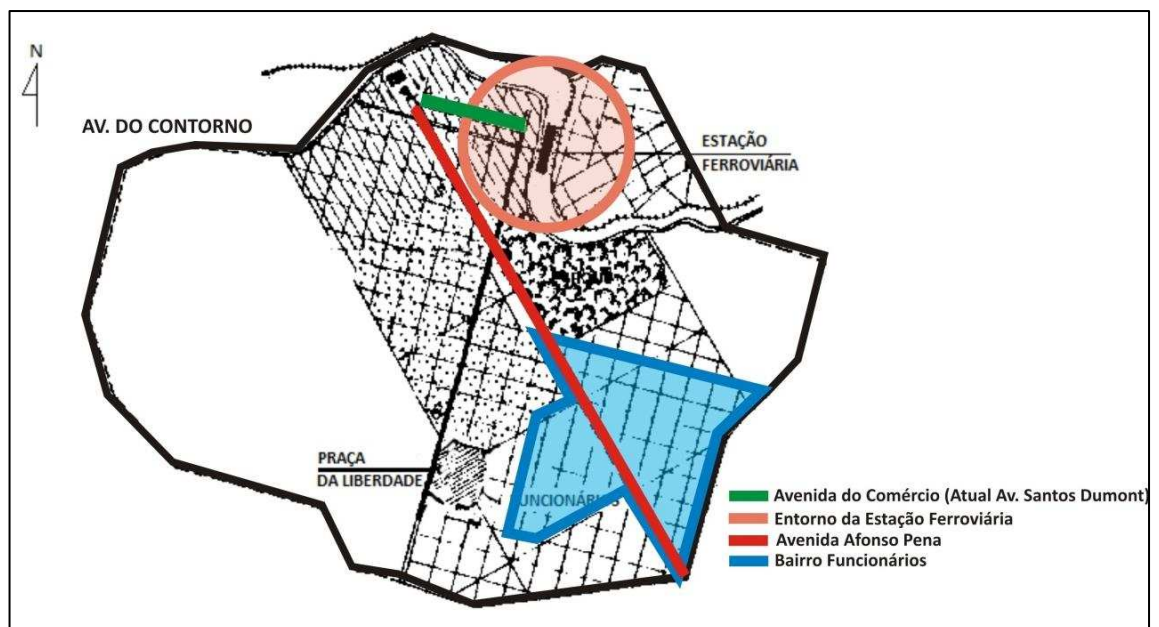 N
AV. DO CONTORNO
ESTAÇÃO
FERROVIÁRIA
PRAÇA
DA LIBERDADE
FUNCIONÁRIOS
Avenida do Comércio (Atual Av. Santos Dumont)
Entorno da Estação Ferroviária
Avenida Afonso Pena
Bairro Funcionários